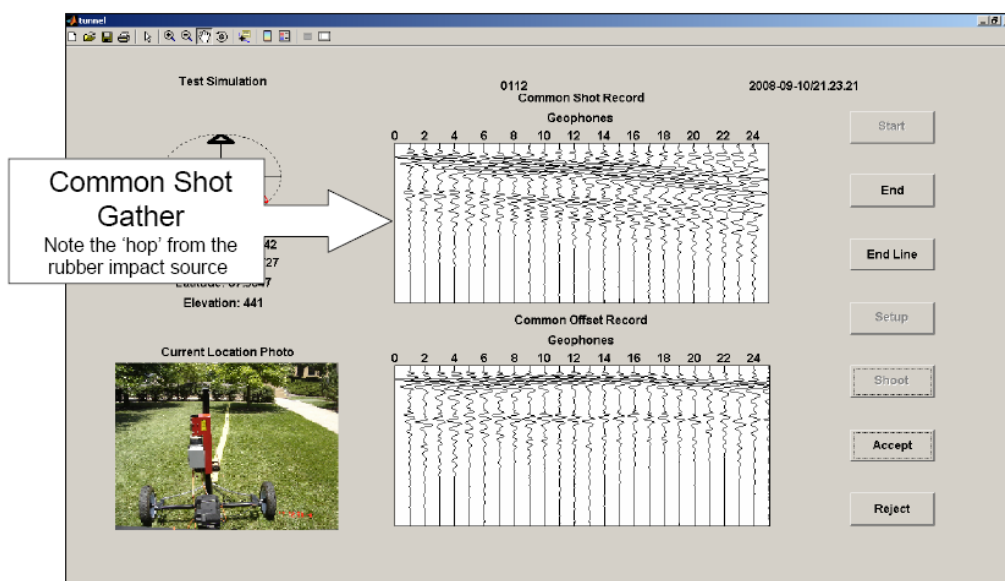 tunnel
Test Simulation
0112
2008-09-10/21.23.21
Common Shot Record
Geophones
0 2 4 6 8 10 12 14 16 18 20 22 24
Common Shot
Gather
Note the 'hop' from the
rubber impact source
42
27
Elevation: 441
Common Offset Record
Geophones
0 2 4 6 8 10 12 14 16 18 20 22 24
Current Location Photo
Start
End
End Line
Setup
Shoot
Accept
Reject